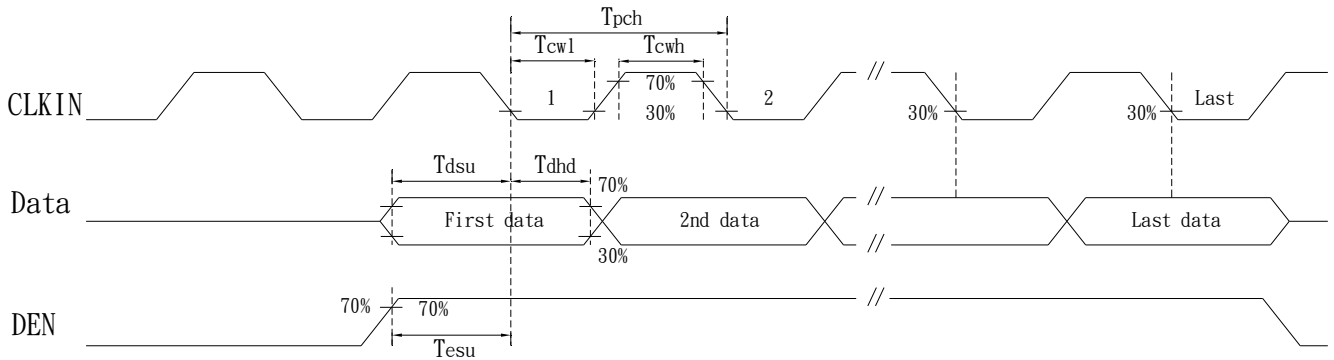 Tpch
Tcwl
Tcwh
CLKIN
1
70%
30%
2
30%
30%
Last
Tdsu
Tdhd
Data
70%
First data
2nd data
Last data
30%
DEN
70%
70%
Tesu